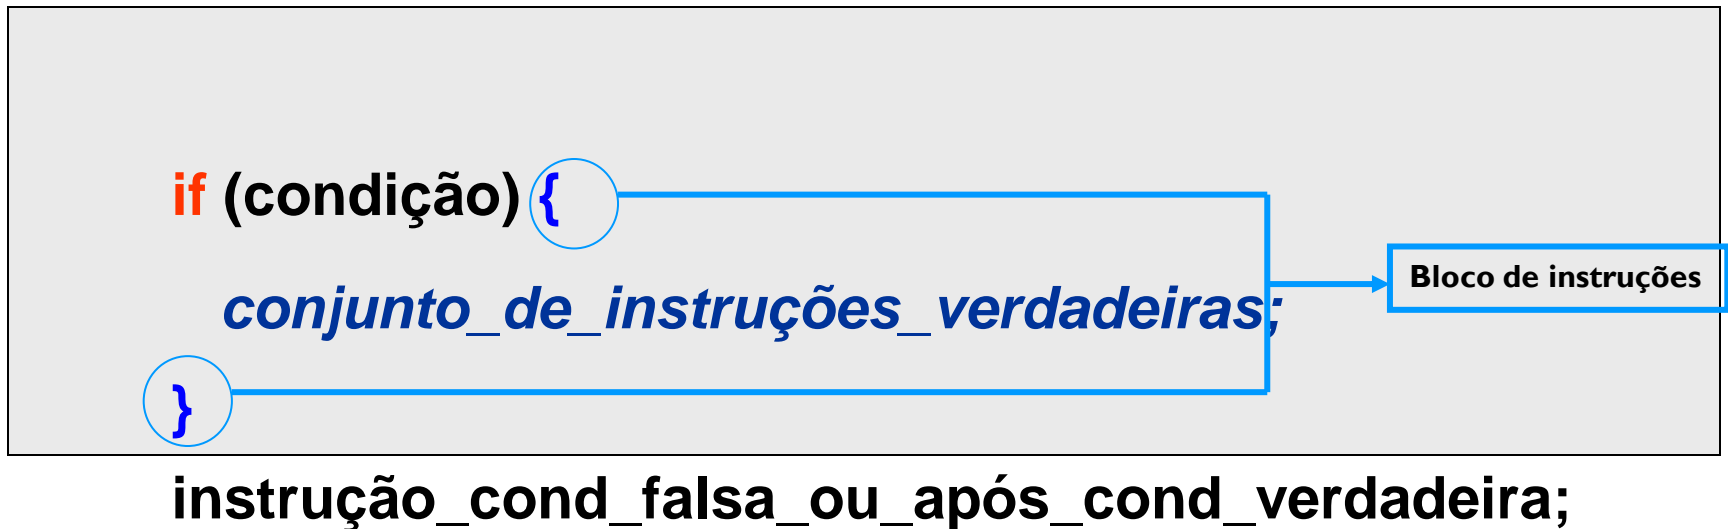 if (condição) {
conjunto_de_instruções_verdadeiras;
Bloco de instruções
}
instrução_cond_falsa_ou_após_cond_verdadeira;